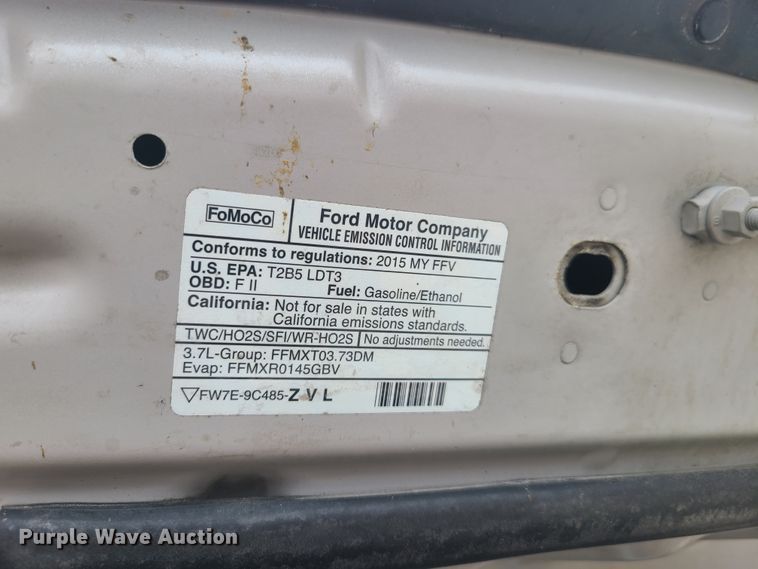 FoMoCo
Ford Motor Company
VEHICLE EMISSION CONTROL INFORMATION
Conforms to regulations: 2015 MY FFV
U.S. EPA: T2B5 LDT3
OBD: F II Fuel: Gasoline/Ethanol
California: Not for sale in states with
California emissions standards.
TWC/HO2S/SFI/WR-HO2S No adjustments needed.
3.7L-Group: FFMXT03.73DM
Evap: FFMXR0145GBV
FW7E-9C485-Z V L
Purple Wave Auction